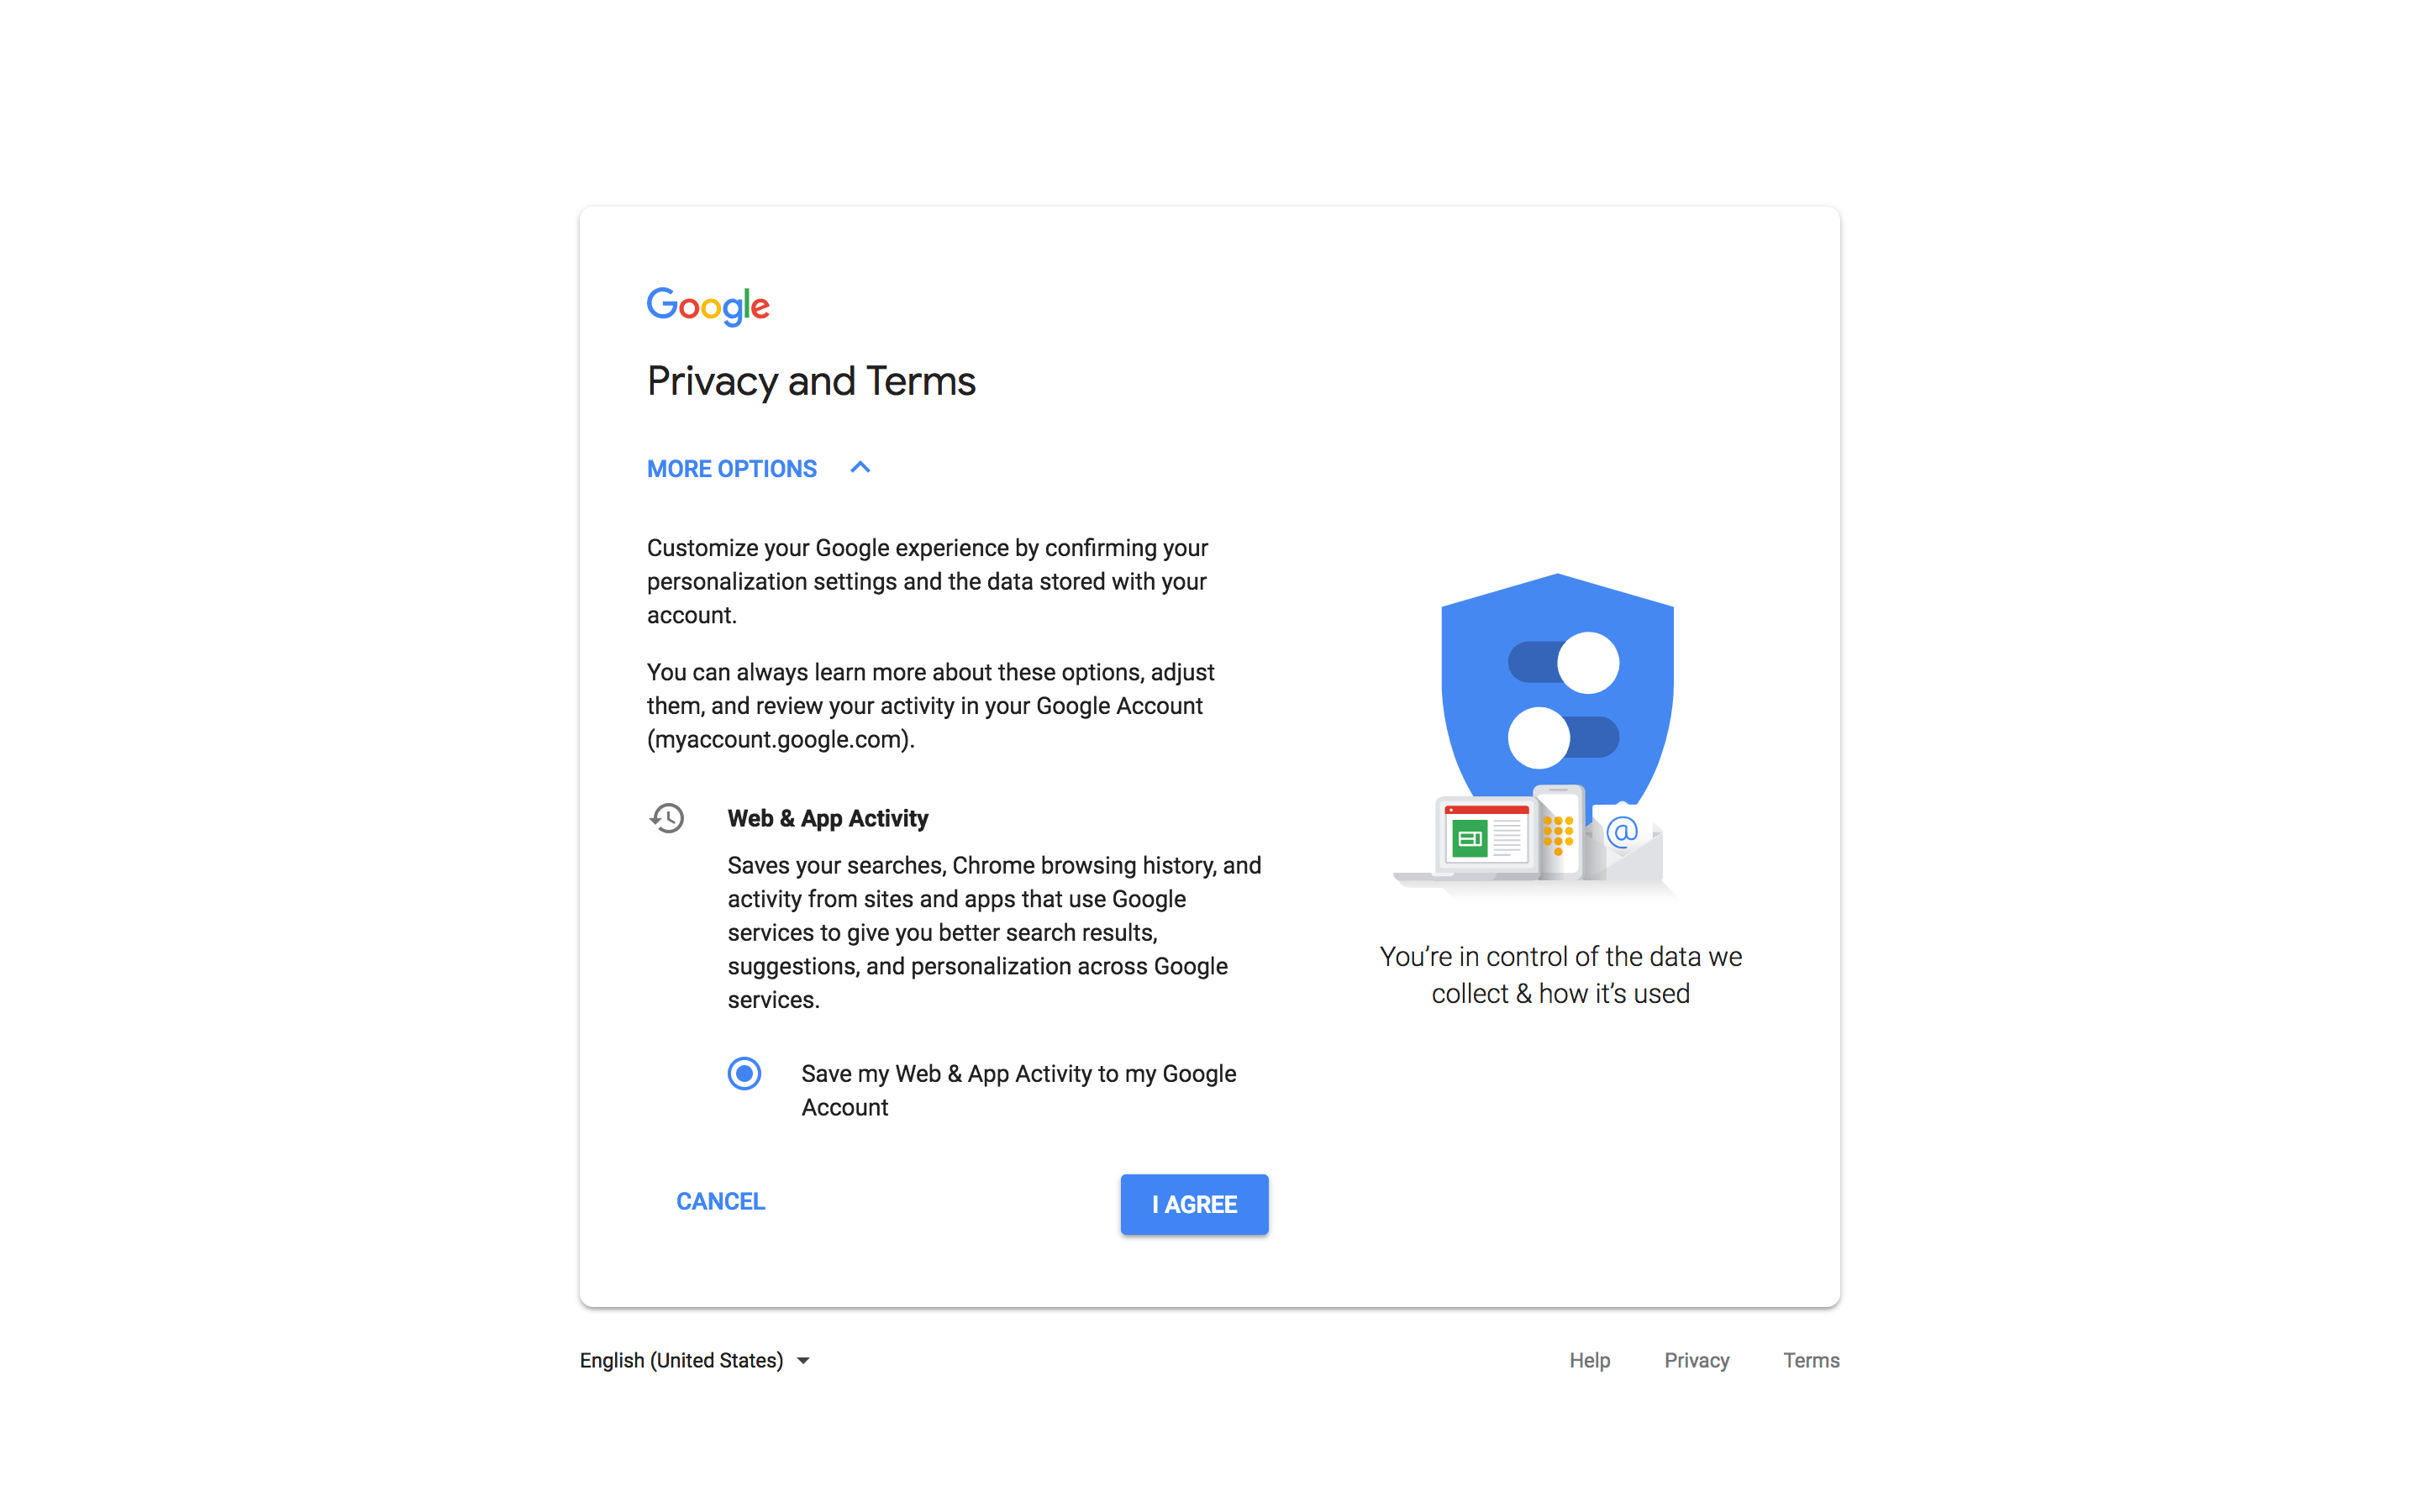 Google
Privacy and Terms
MORE OPTIONS
Customize your Google experience by confirming your
personalization settings and the data stored with your
account.
You can always learn more about these options, adjust
them, and review your activity in your Google Account
(myaccount.google.com).
Web & App Activity
Saves your searches, Chrome browsing history, and
activity from sites and apps that use Google
services to give you better search results,
suggestions, and personalization across Google
services.
Save my Web & App Activity to my Google
Account
CANCEL
I AGREE
@
You’re in control of the data we
collect & how it’s used
English (United States)
Help
Privacy
Terms